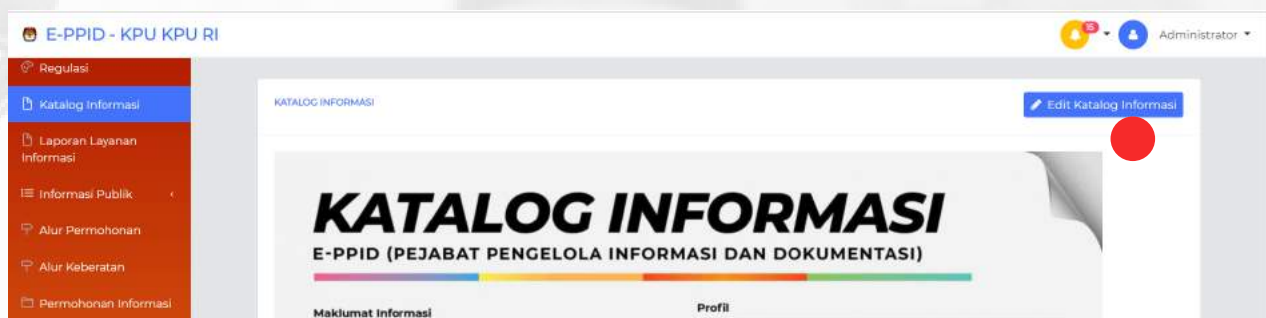 E-PPID - KPU KPU RI
15
Administrator
Regulasi
Katalog Informasi
Laporan Layanan
Informasi
Informasi Publik
Alur Permohonan
Alur Keberatan
Permohonan Informasi
KATALOG INFORMASI
Edit Katalog Informasi
KATALOG INFORMASI
E-PPID (PEJABAT PENGELOLA INFORMASI DAN DOKUMENTASI)
Maklumat Informasi
Profil